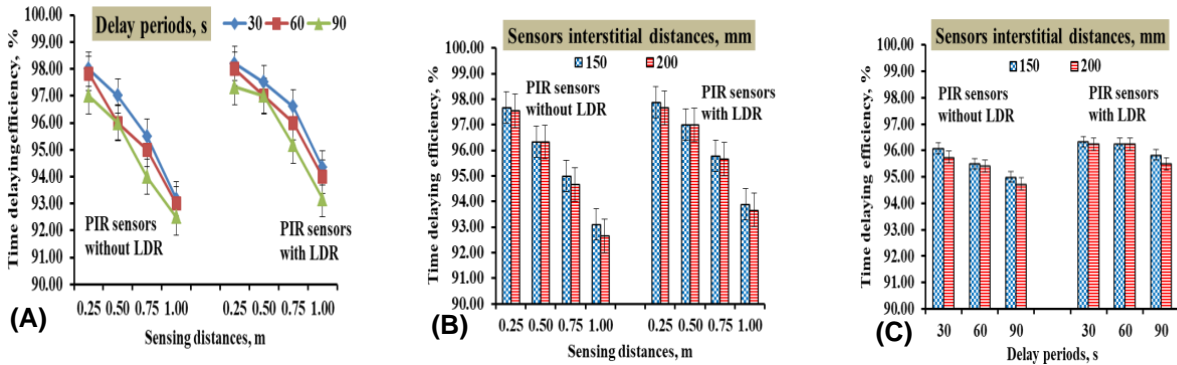 Delay periods, s
30 60 90
Time delayingefficiency, %
100.00
99.00
98.00
97.00
96.00
95.00
94.00
93.00
92.00
91.00
90.00
PIR sensors
without LDR
PIR sensors
with LDR
0.25 0.50 0.75 1.00 0.25 0.50 0.75 1.00
Sensing distances, m
(A)
Sensors interstitial distances, mm
150 200
Time delaying efficiency, %
100.00
99.00
98.00
97.00
96.00
95.00
94.00
93.00
92.00
91.00
90.00
PIR sensors
without LDR
PIR sensors
with LDR
0.25 0.50 0.75 1.00 0.25 0.50 0.75 1.00
Sensing distances, m
(B)
Sensors interstitial distances, mm
150 200
Time delaying efficiency, %
100.00
99.00
98.00
97.00
96.00
95.00
94.00
93.00
92.00
91.00
90.00
PIR sensors
without LDR
PIR sensors
with LDR
30 60 90 30 60 90
Delay periods, s
(C)